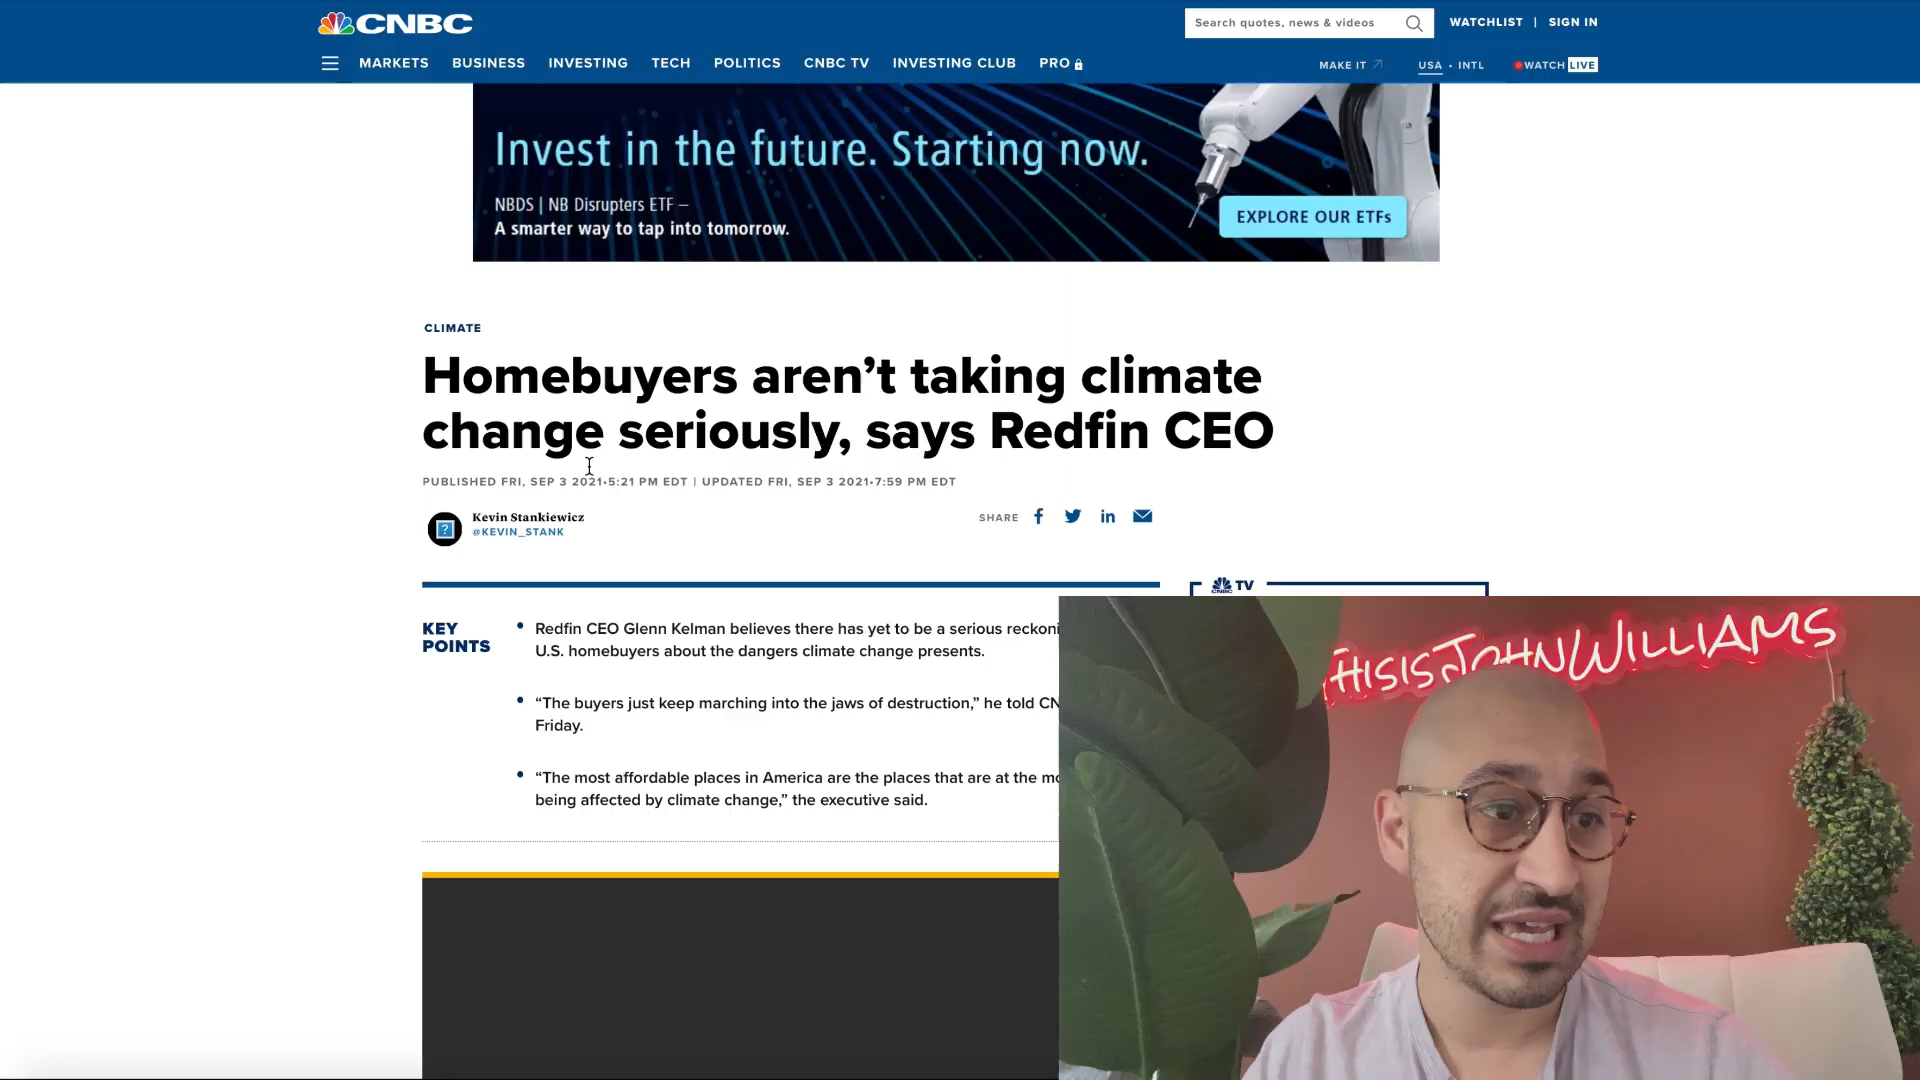 CNBC
Search quotes, news & videos
WATCHLIST | SIGN IN
MARKETS BUSINESS INVESTING TECH POLITICS CNBC TV INVESTING CLUB PRO
MAKE IT USA • INTL WATCH LIVE
Invest in the future. Starting now.
NBDS | NB Disrupters ETF –
A smarter way to tap into tomorrow.
EXPLORE OUR ETFs
CLIMATE
Homebuyers aren’t taking climate
change seriously, says Redfin CEO
PUBLISHED FRI, SEP 3 2021•5:21 PM EDT | UPDATED FRI, SEP 3 2021•7:59 PM EDT
Kevin Stankiewicz
@KEVIN_STANK
SHARE
CNBC TV
KEY
POINTS
• Redfin CEO Glenn Kelman believes there has yet to be a serious reckoni
U.S. homebuyers about the dangers climate change presents.
• “The buyers just keep marching into the jaws of destruction,” he told CN
Friday.
• “The most affordable places in America are the places that are at the mo
being affected by climate change,” the executive said.
THISISJOHNWILLIAMS